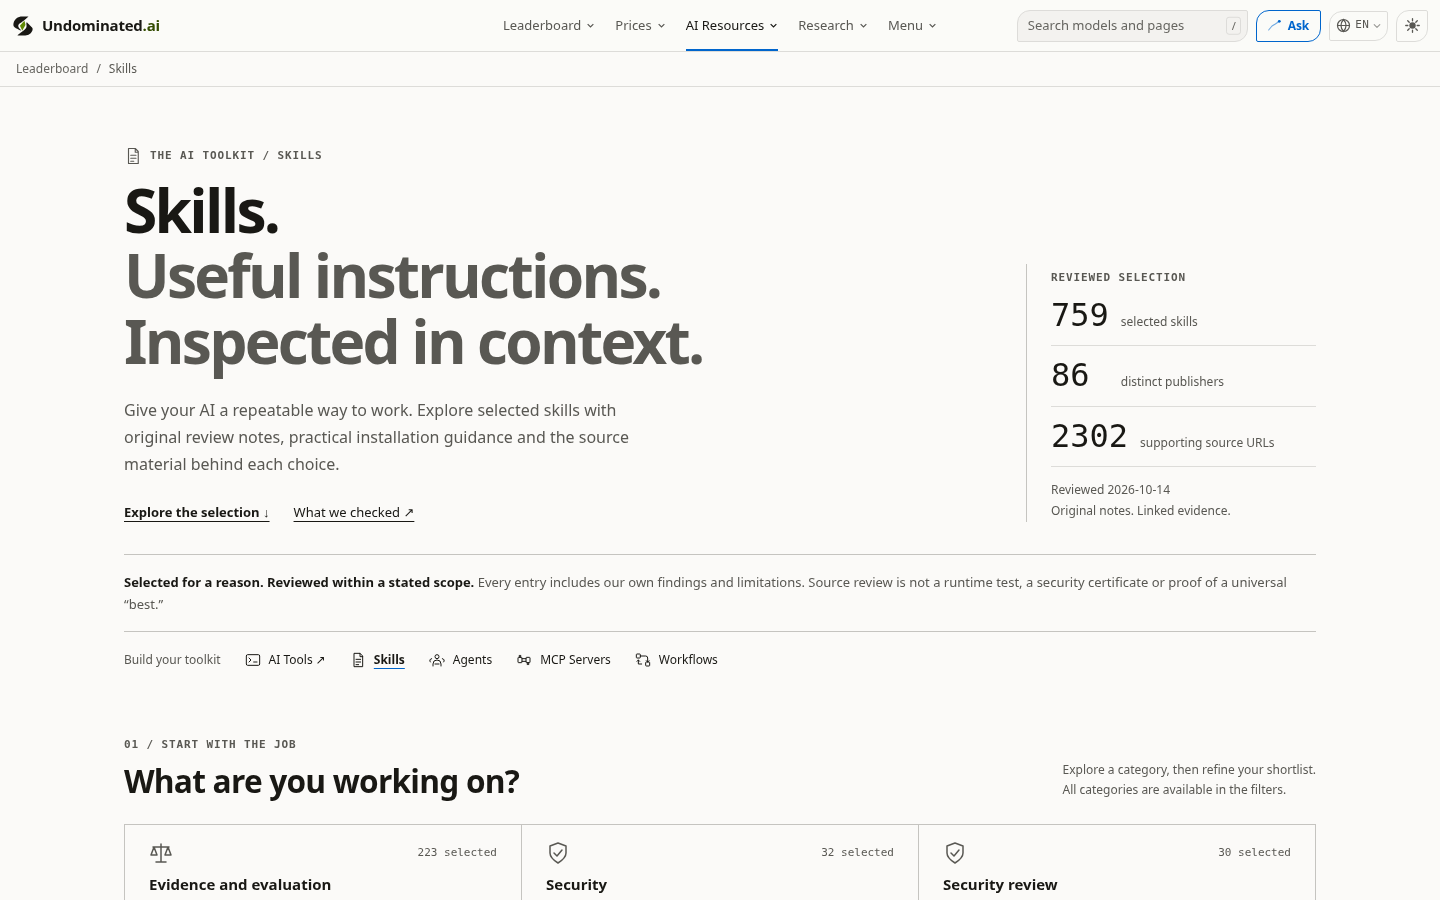 Undominated.ai
Leaderboard
Prices
AI Resources
Research
Menu
Search models and pages
/
Ask
EN
Leaderboard / Skills
THE AI TOOLKIT / SKILLS
Skills.
Useful instructions.
Inspected in context.
Give your AI a repeatable way to work. Explore selected skills with
original review notes, practical installation guidance and the source
material behind each choice.
Explore the selection ↓
What we checked ↗
REVIEWED SELECTION
759 selected skills
86 distinct publishers
2302 supporting source URLs
Reviewed 2026-10-14
Original notes. Linked evidence.
Selected for a reason. Reviewed within a stated scope. Every entry includes our own findings and limitations. Source review is not a runtime test, a security certificate or proof of a universal
“best.”
Build your toolkit
AI Tools ↗
Skills
Agents
MCP Servers
Workflows
01 / START WITH THE JOB
What are you working on?
Explore a category, then refine your shortlist.
All categories are available in the filters.
223 selected
Evidence and evaluation
32 selected
Security
30 selected
Security review